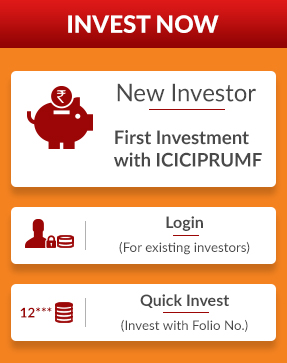 INVEST NOW
₹
New Investor
First Investment
with ICICIPRUMF
Login
(For existing investors)
12***
Quick Invest
(Invest with Folio No.)